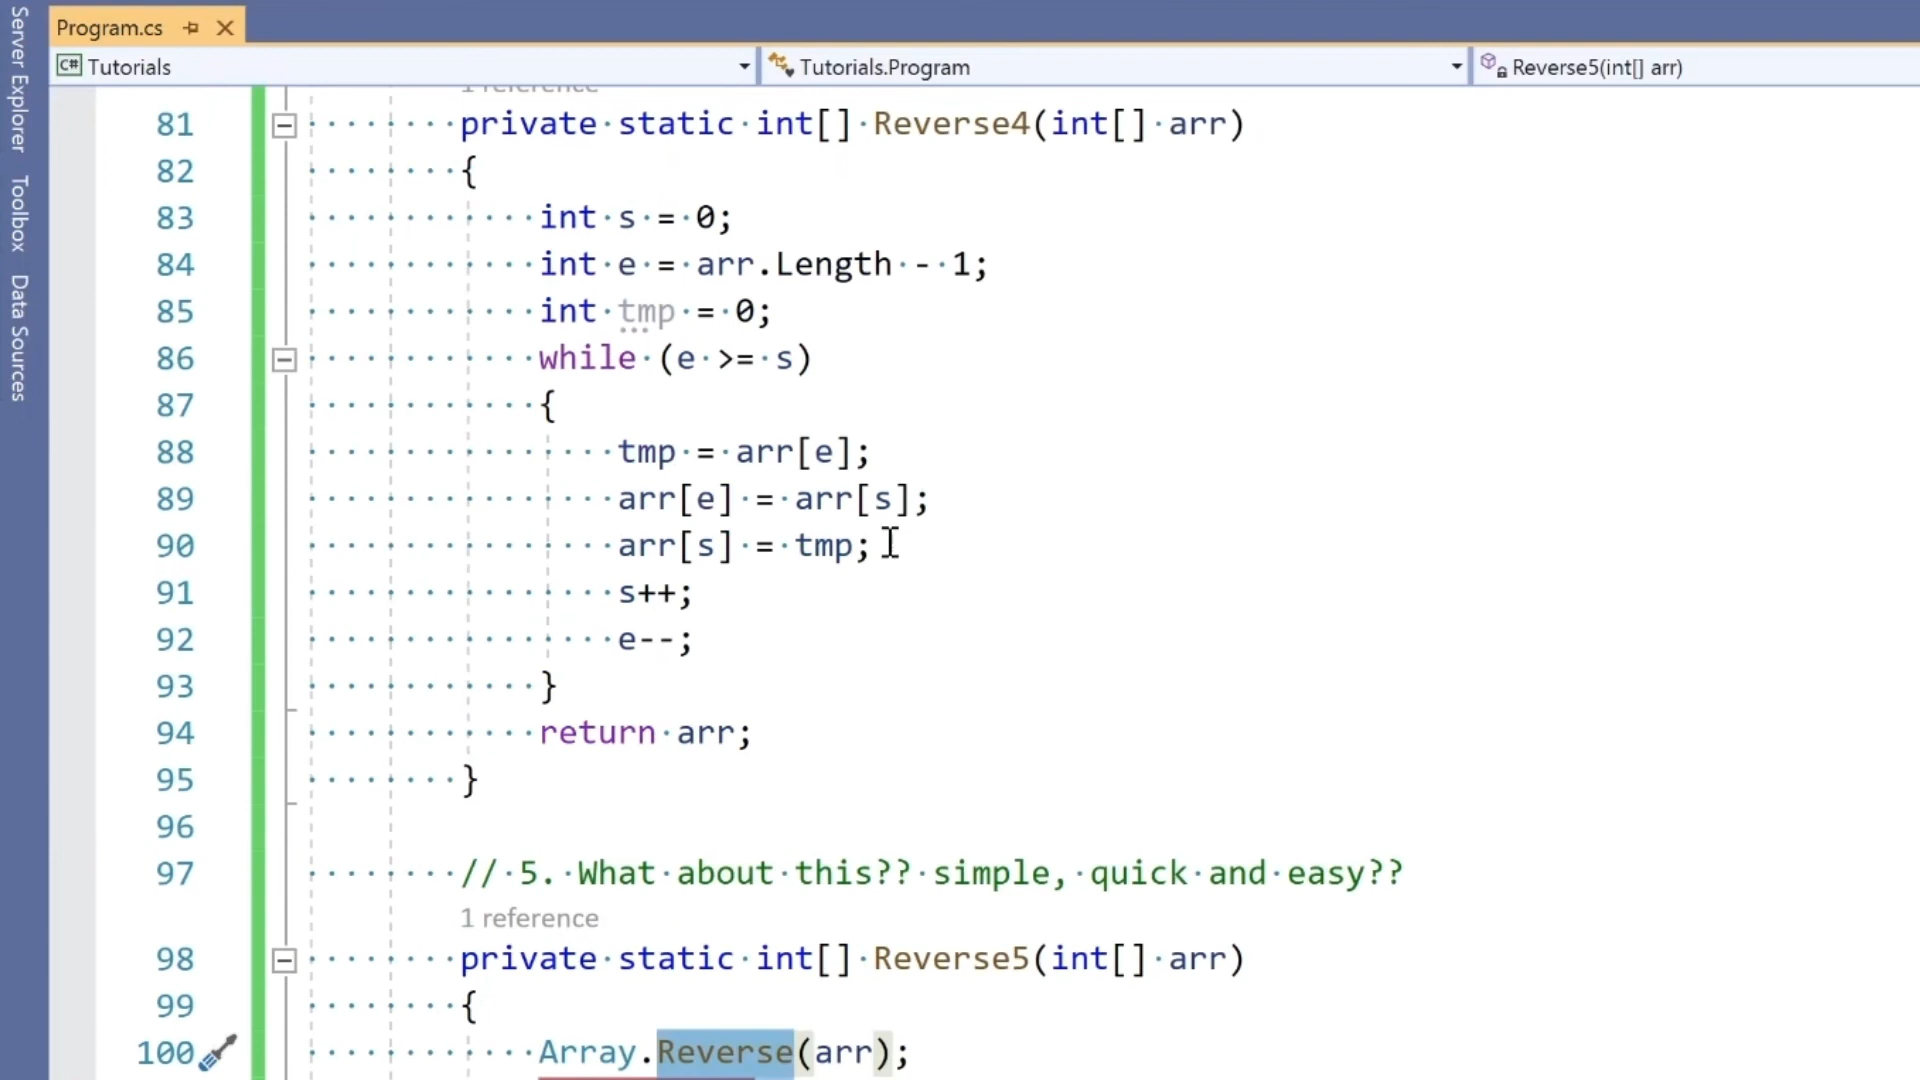 Server Explorer
Toolbox
Data Sources
Program.cs
C# Tutorials
Tutorials.Program
Reverse5(int[] arr)
1 reference
81 private static int[] Reverse4(int[] arr)
82 {
83 int s = 0;
84 int e = arr.Length - 1;
85 int tmp = 0;
86 while (e >= s)
87 {
88 tmp = arr[e];
89 arr[e] = arr[s];
90 arr[s] = tmp;
91 s++;
92 e--;
93 }
94 return arr;
95 }
96
97 // 5. What about this?? simple, quick and easy??
1 reference
98 private static int[] Reverse5(int[] arr)
99 {
100 Array.Reverse(arr);